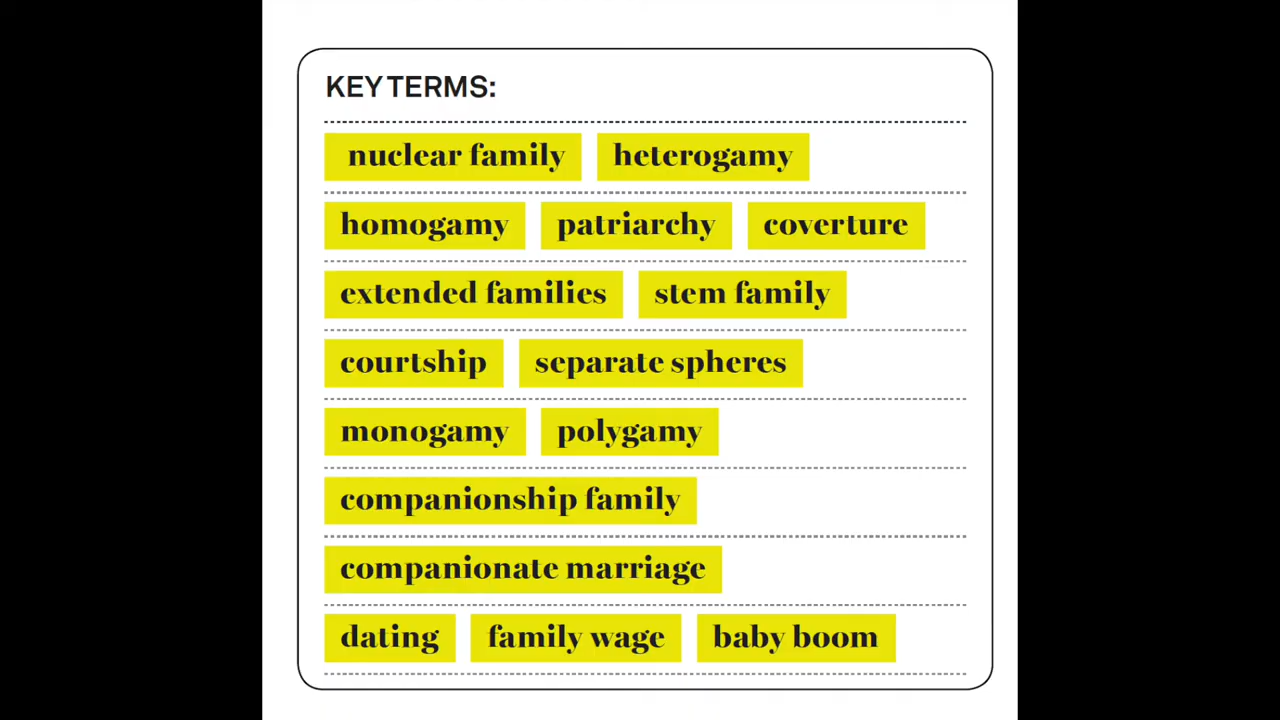 KEY TERMS:
nuclear family heterogamy
homogamy patriarchy coverture
extended families stem family
courtship separate spheres
monogamy polygamy
companionship family
companionate marriage
dating family wage baby boom